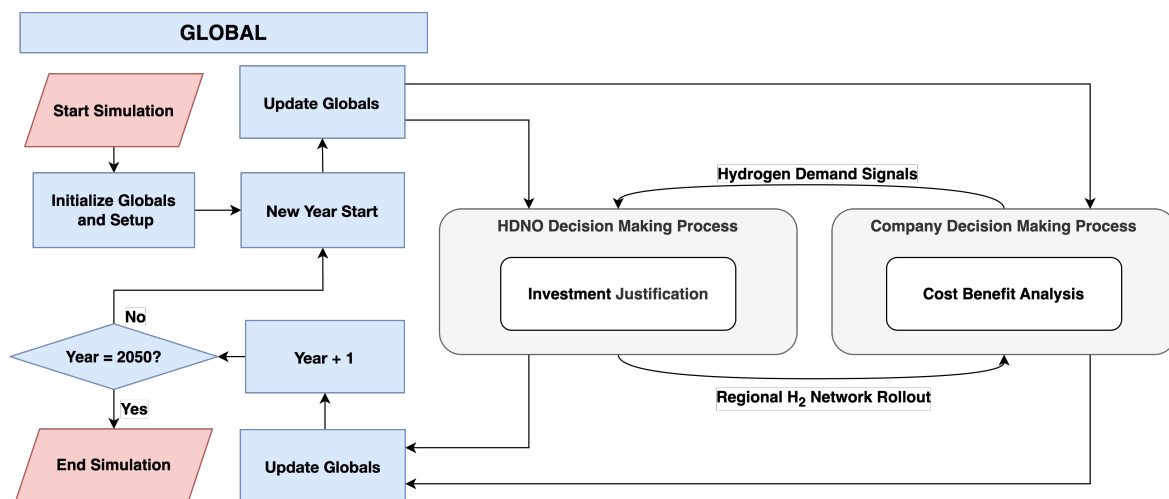 GLOBAL
Start Simulation
Update Globals
Initialize Globals
and Setup
New Year Start
Hydrogen Demand Signals
HDNO Decision Making Process
Investment Justification
Company Decision Making Process
Cost Benefit Analysis
No
Year = 2050?
Year + 1
Yes
Regional H₂ Network Rollout
End Simulation
Update Globals